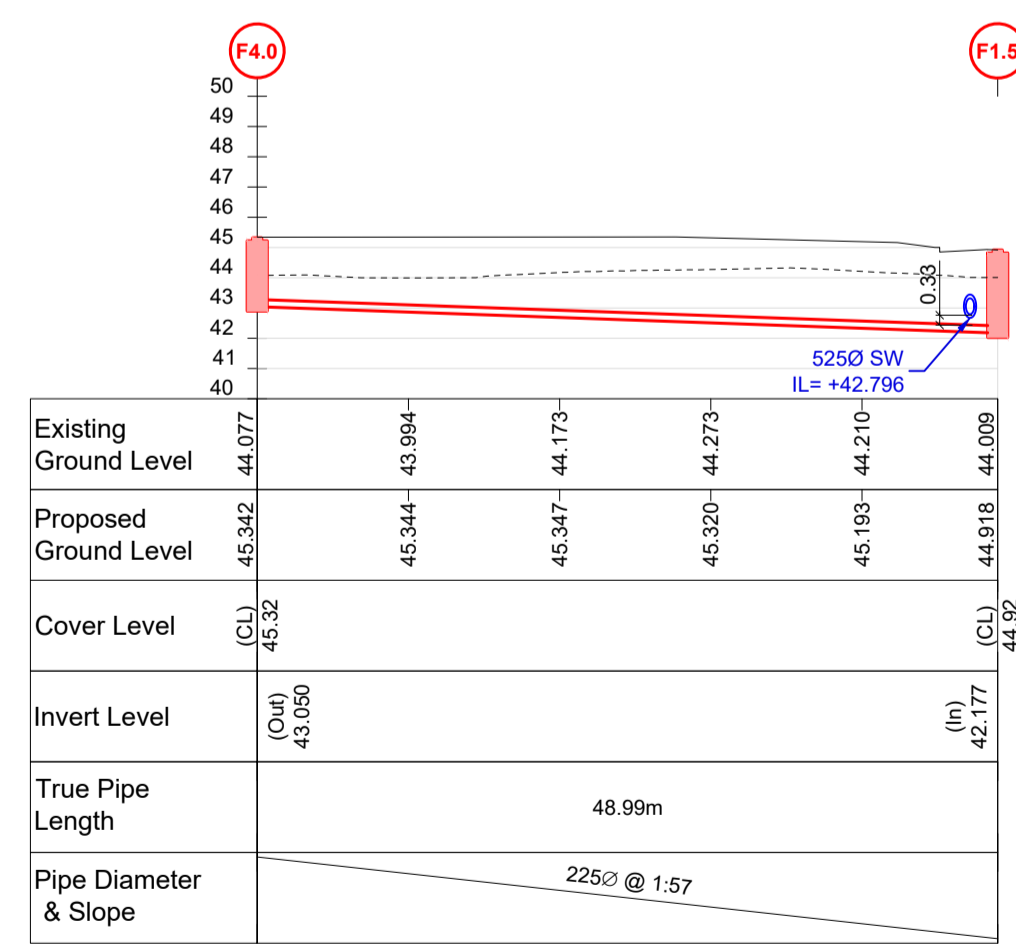 F4.0
F1.5
50
49
48
47
46
45
44
43
42
41
40
0.33
525Ø SW
IL= +42.796
Existing
Ground Level
44.077
43.994
44.173
44.273
44.210
44.009
Proposed
Ground Level
45.342
45.344
45.347
45.320
45.193
44.918
Cover Level
(CL)
45.32
(CL)
44.92
Invert Level
(Out)
43.050
(In)
42.177
True Pipe
Length
48.99m
Pipe Diameter
& Slope
225∅ @ 1:57